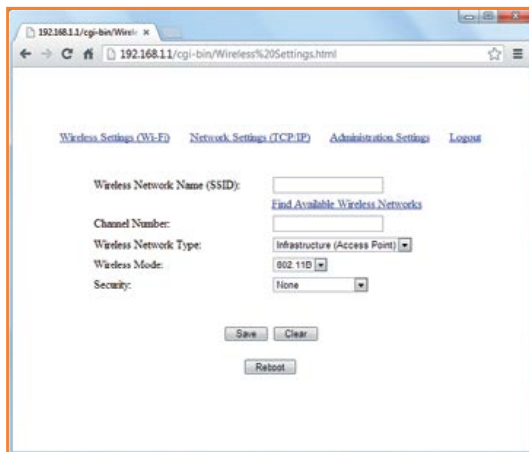 192.168.1.1/cgi-bin/Wirele
192.168.1.1/cgi-bin/Wireless%20Settings.html
Wireless Settings (Wi-Fi) Network Settings (TCP/IP) Administration Settings Logout
Wireless Network Name (SSID):
Find Available Wireless Networks
Channel Number:
Wireless Network Type: Infrastructure (Access Point)
Wireless Mode: 802.11B
Security: None
Save Clear
Reboot